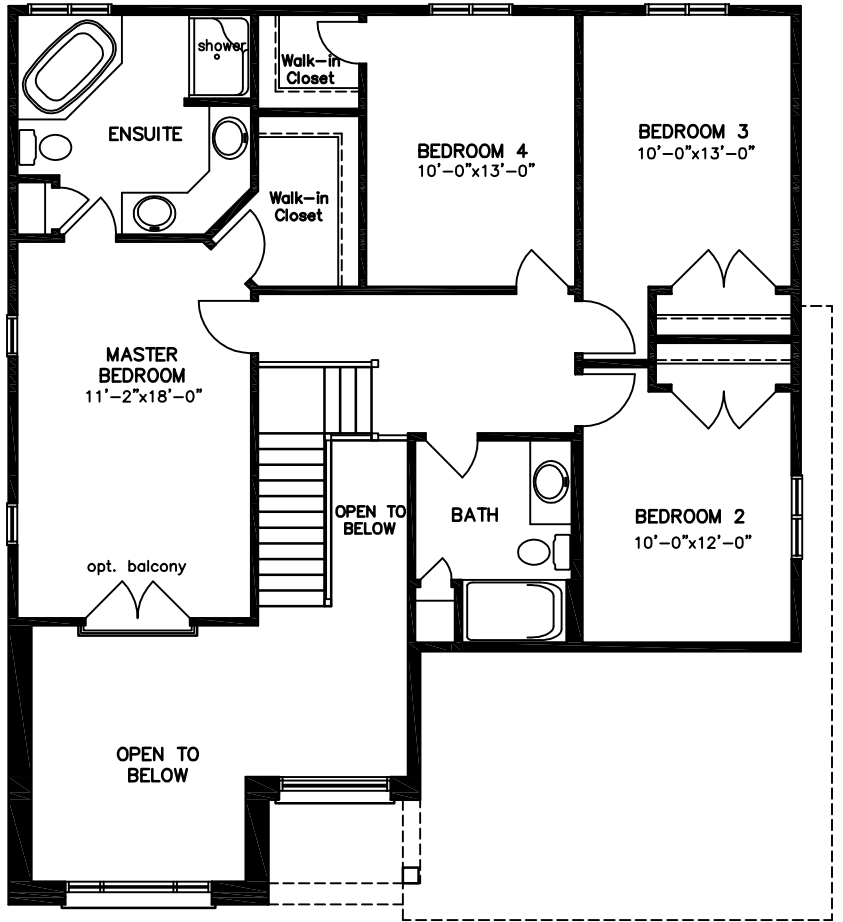 shower
Walk-in
Closet
ENSUITE
BEDROOM 4
10'-0"x13'-0"
BEDROOM 3
10'-0"x13'-0"
Walk-in
Closet
MASTER
BEDROOM
11'-2"x18'-0"
OPEN TO
BELOW
BATH
BEDROOM 2
10'-0"x12'-0"
opt. balcony
OPEN TO
BELOW